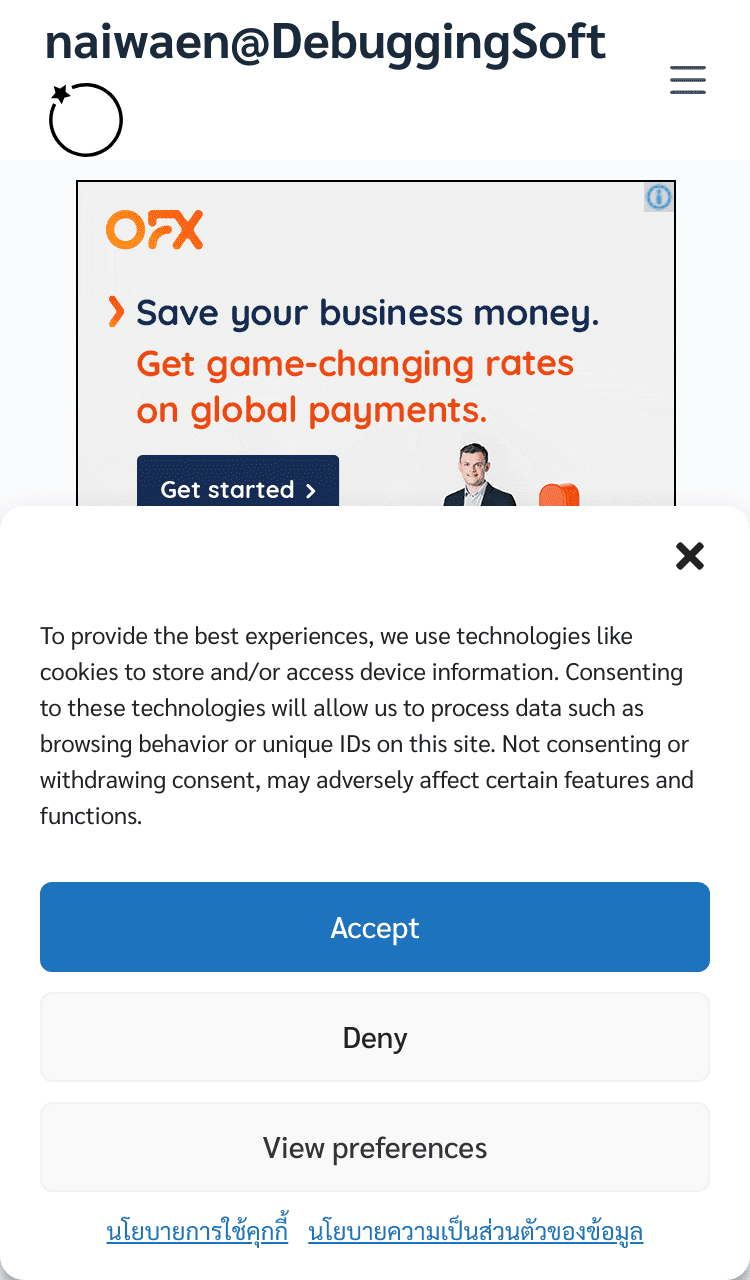 naiwaen@DebuggingSoft
OFX
Save your business money.
Get game-changing rates
on global payments.
Get started
To provide the best experiences, we use technologies like
cookies to store and/or access device information. Consenting
to these technologies will allow us to process data such as
browsing behavior or unique IDs on this site. Not consenting or
withdrawing consent, may adversely affect certain features and
functions.
Accept
Deny
View preferences
นโยบายการใช้คุกกี้ นโยบายความเป็นส่วนตัวของข้อมูล